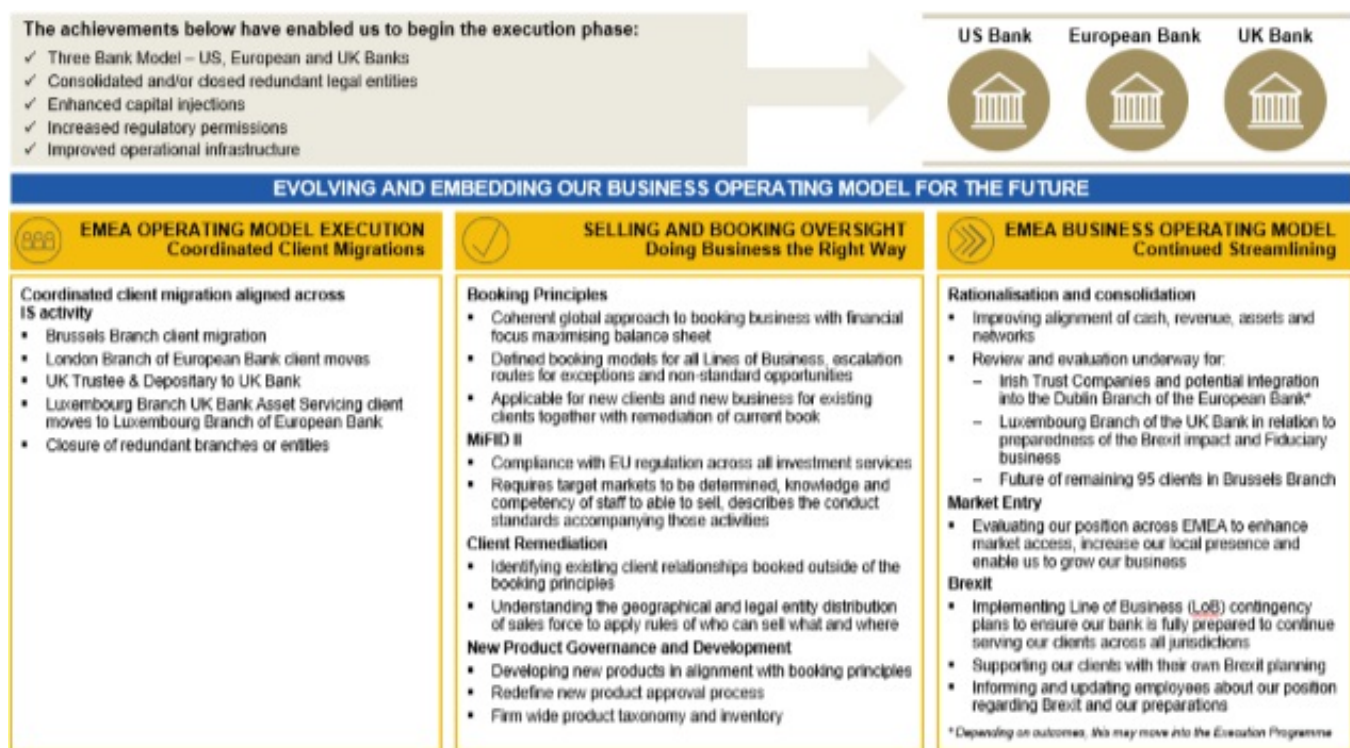 The achievements below have enabled us to begin the execution phase:
✓ Three Bank Model – US, European and UK Banks
✓ Consolidated and/or closed redundant legal entities
✓ Enhanced capital injections
✓ Increased regulatory permissions
✓ Improved operational infrastructure
US Bank European Bank UK Bank
EVOLVING AND EMBEDDING OUR BUSINESS OPERATING MODEL FOR THE FUTURE
EMEA OPERATING MODEL EXECUTION
Coordinated Client Migrations
Coordinated client migration aligned across
IS activity
▪ Brussels Branch client migration
▪ London Branch of European Bank client moves
▪ UK Trustee & Depositary to UK Bank
▪ Luxembourg Branch UK Bank Asset Servicing client
moves to Luxembourg Branch of European Bank
▪ Closure of redundant branches or entities
SELLING AND BOOKING OVERSIGHT
Doing Business the Right Way
Booking Principles
▪ Coherent global approach to booking business with financial
focus maximising balance sheet
▪ Defined booking models for all Lines of Business, escalation
routes for exceptions and non-standard opportunities
▪ Applicable for new clients and new business for existing
clients together with remediation of current book
MiFID II
▪ Compliance with EU regulation across all investment services
▪ Requires target markets to be determined, knowledge and
competency of staff to able to sell, describes the conduct
standards accompanying those activities
Client Remediation
▪ Identifying existing client relationships booked outside of the
booking principles
▪ Understanding the geographical and legal entity distribution
of sales force to apply rules of who can sell what and where
New Product Governance and Development
▪ Developing new products in alignment with booking principles
▪ Redefine new product approval process
▪ Firm wide product taxonomy and inventory
EMEA BUSINESS OPERATING MODEL
Continued Streamlining
Rationalisation and consolidation
▪ Improving alignment of cash, revenue, assets and
networks
▪ Review and evaluation underway for:
– Irish Trust Companies and potential integration
into the Dublin Branch of the European Bank*
– Luxembourg Branch of the UK Bank in relation to
preparedness of the Brexit impact and Fiduciary
business
– Future of remaining 95 clients in Brussels Branch
Market Entry
▪ Evaluating our position across EMEA to enhance
market access, increase our local presence and
enable us to grow our business
Brexit
▪ Implementing Line of Business (LoB) contingency
plans to ensure our bank is fully prepared to continue
serving our clients across all jurisdictions
▪ Supporting our clients with their own Brexit planning
▪ Informing and updating employees about our position
regarding Brexit and our preparations
* Depending on outcomes, this may move into the Execution Programme